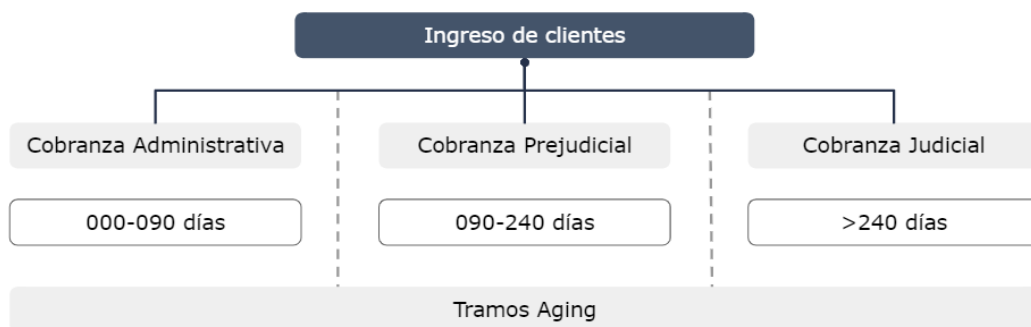 Ingreso de clientes
Cobranza Administrativa
Cobranza Prejudicial
Cobranza Judicial
000-090 días
090-240 días
>240 días
Tramos Aging